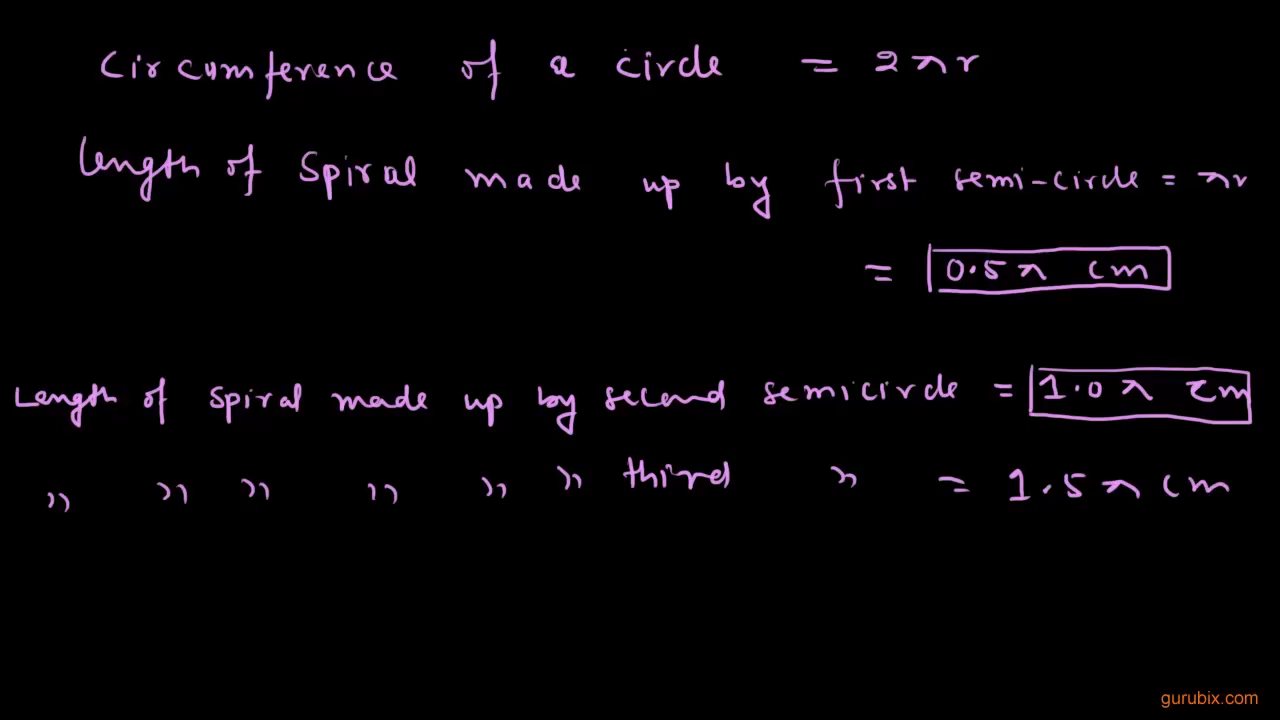 Circumference of a circle = 2πr
Length of Spiral made up by first semi-circle = πr
= 0.5π cm
Length of spiral made up by second semicircle = 1.0π cm
,, ,, ,, ,, ,, ,, third ,, = 1.5π cm
gurubix.com